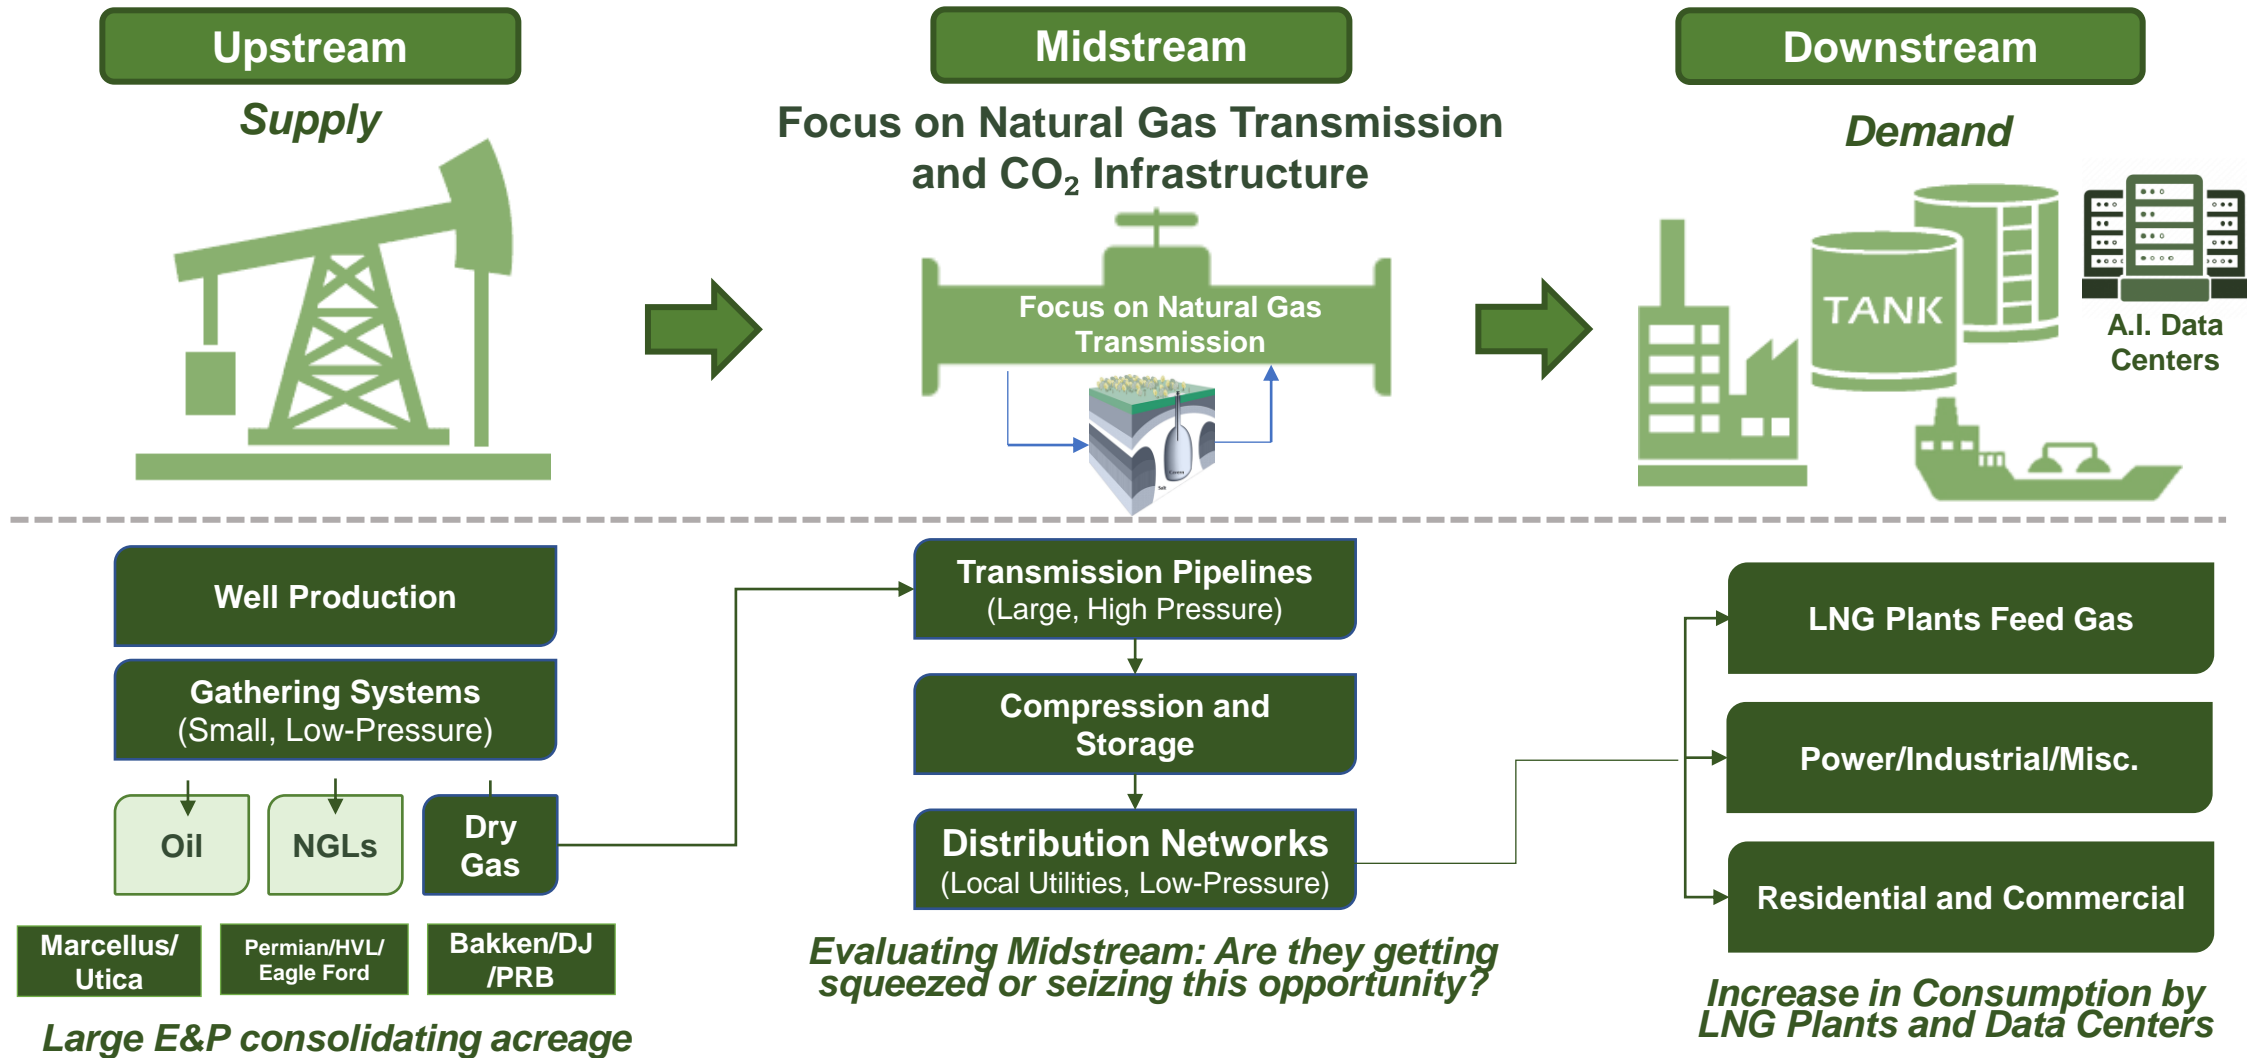 Upstream
Supply
Midstream
Focus on Natural Gas Transmission
and CO₂ Infrastructure
Downstream
Demand
Focus on Natural Gas
Transmission
Cavern
Salt
TANK
A.I. Data
Centers
Well Production
Gathering Systems
(Small, Low-Pressure)
Oil
NGLs
Dry
Gas
Marcellus/
Utica
Permian/HVL/
Eagle Ford
Bakken/DJ
/PRB
Large E&P consolidating acreage
Transmission Pipelines
(Large, High Pressure)
Compression and
Storage
Distribution Networks
(Local Utilities, Low-Pressure)
Evaluating Midstream: Are they getting
squeezed or seizing this opportunity?
LNG Plants Feed Gas
Power/Industrial/Misc.
Residential and Commercial
Increase in Consumption by
LNG Plants and Data Centers